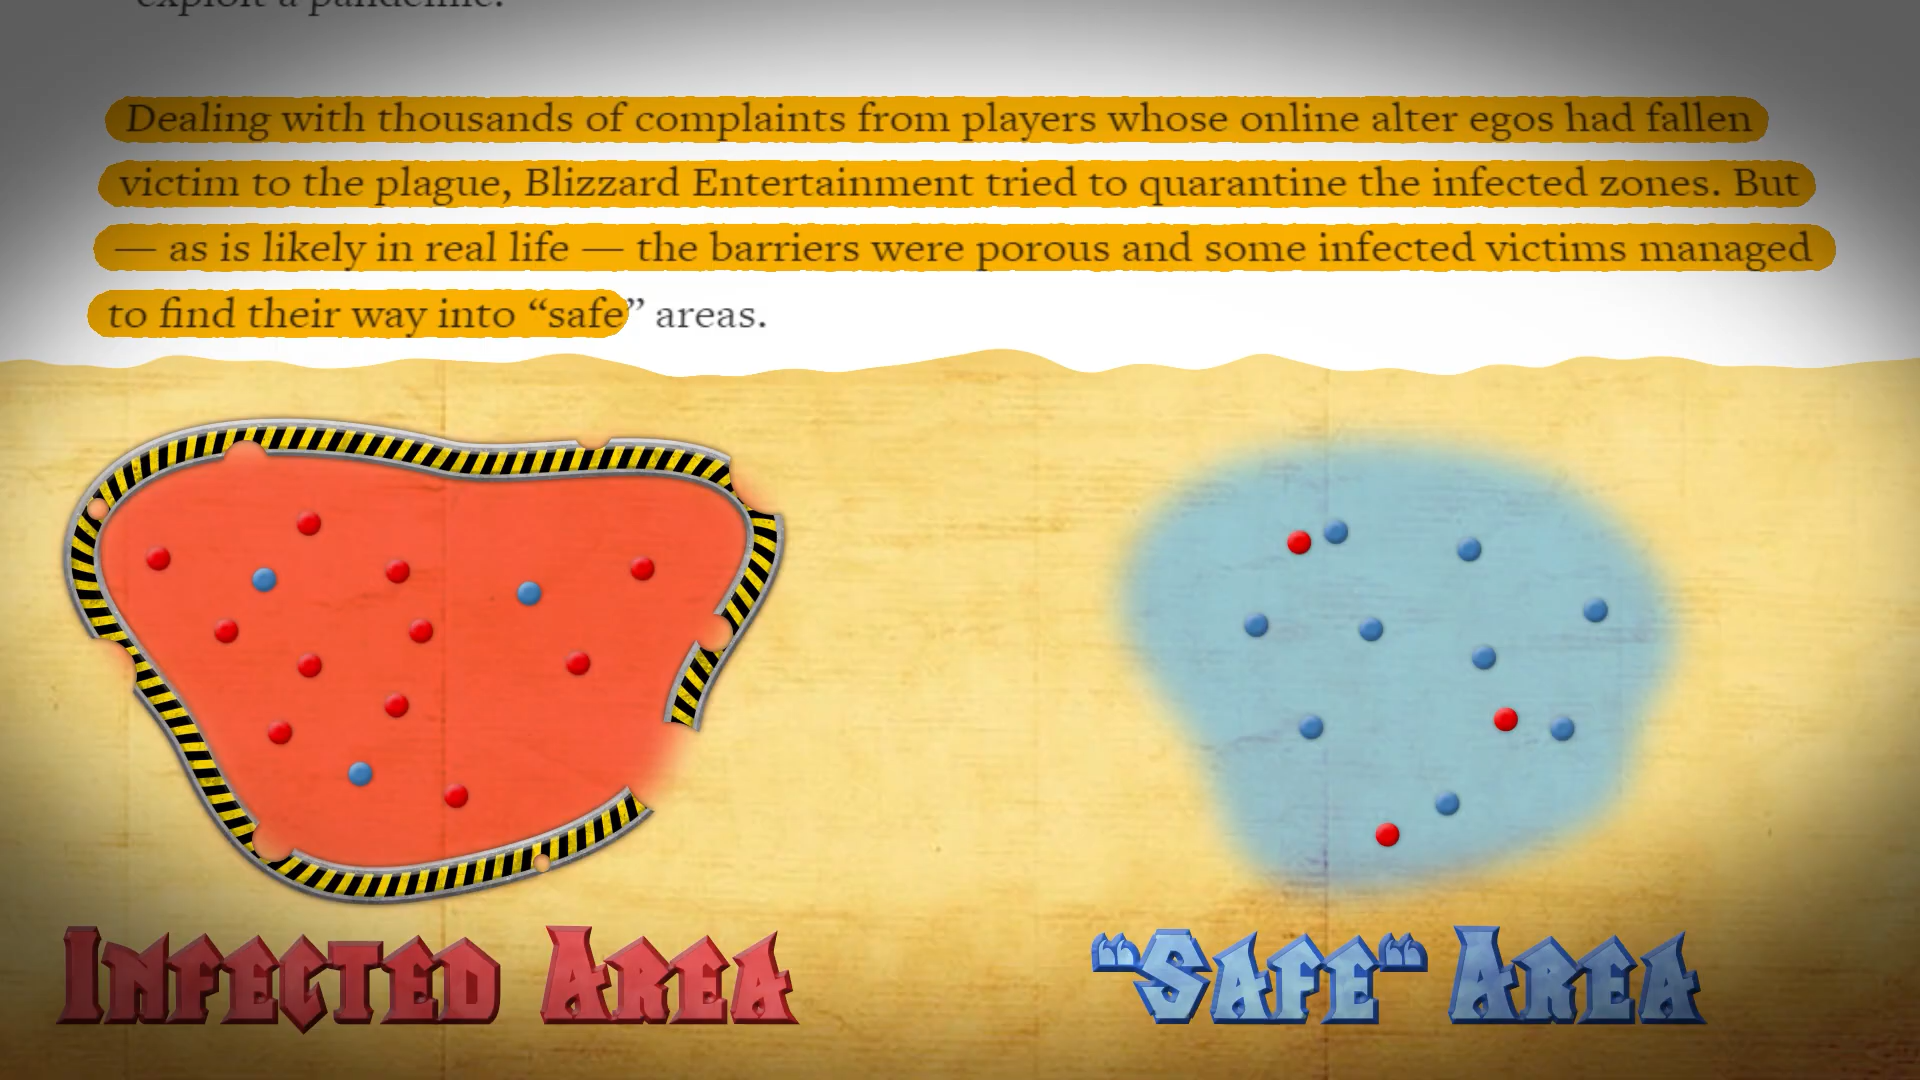 exploit a pandemic.
Dealing with thousands of complaints from players whose online alter egos had fallen
victim to the plague, Blizzard Entertainment tried to quarantine the infected zones. But
— as is likely in real life — the barriers were porous and some infected victims managed
to find their way into “safe” areas.
INFECTED AREA
“SAFE“ AREA